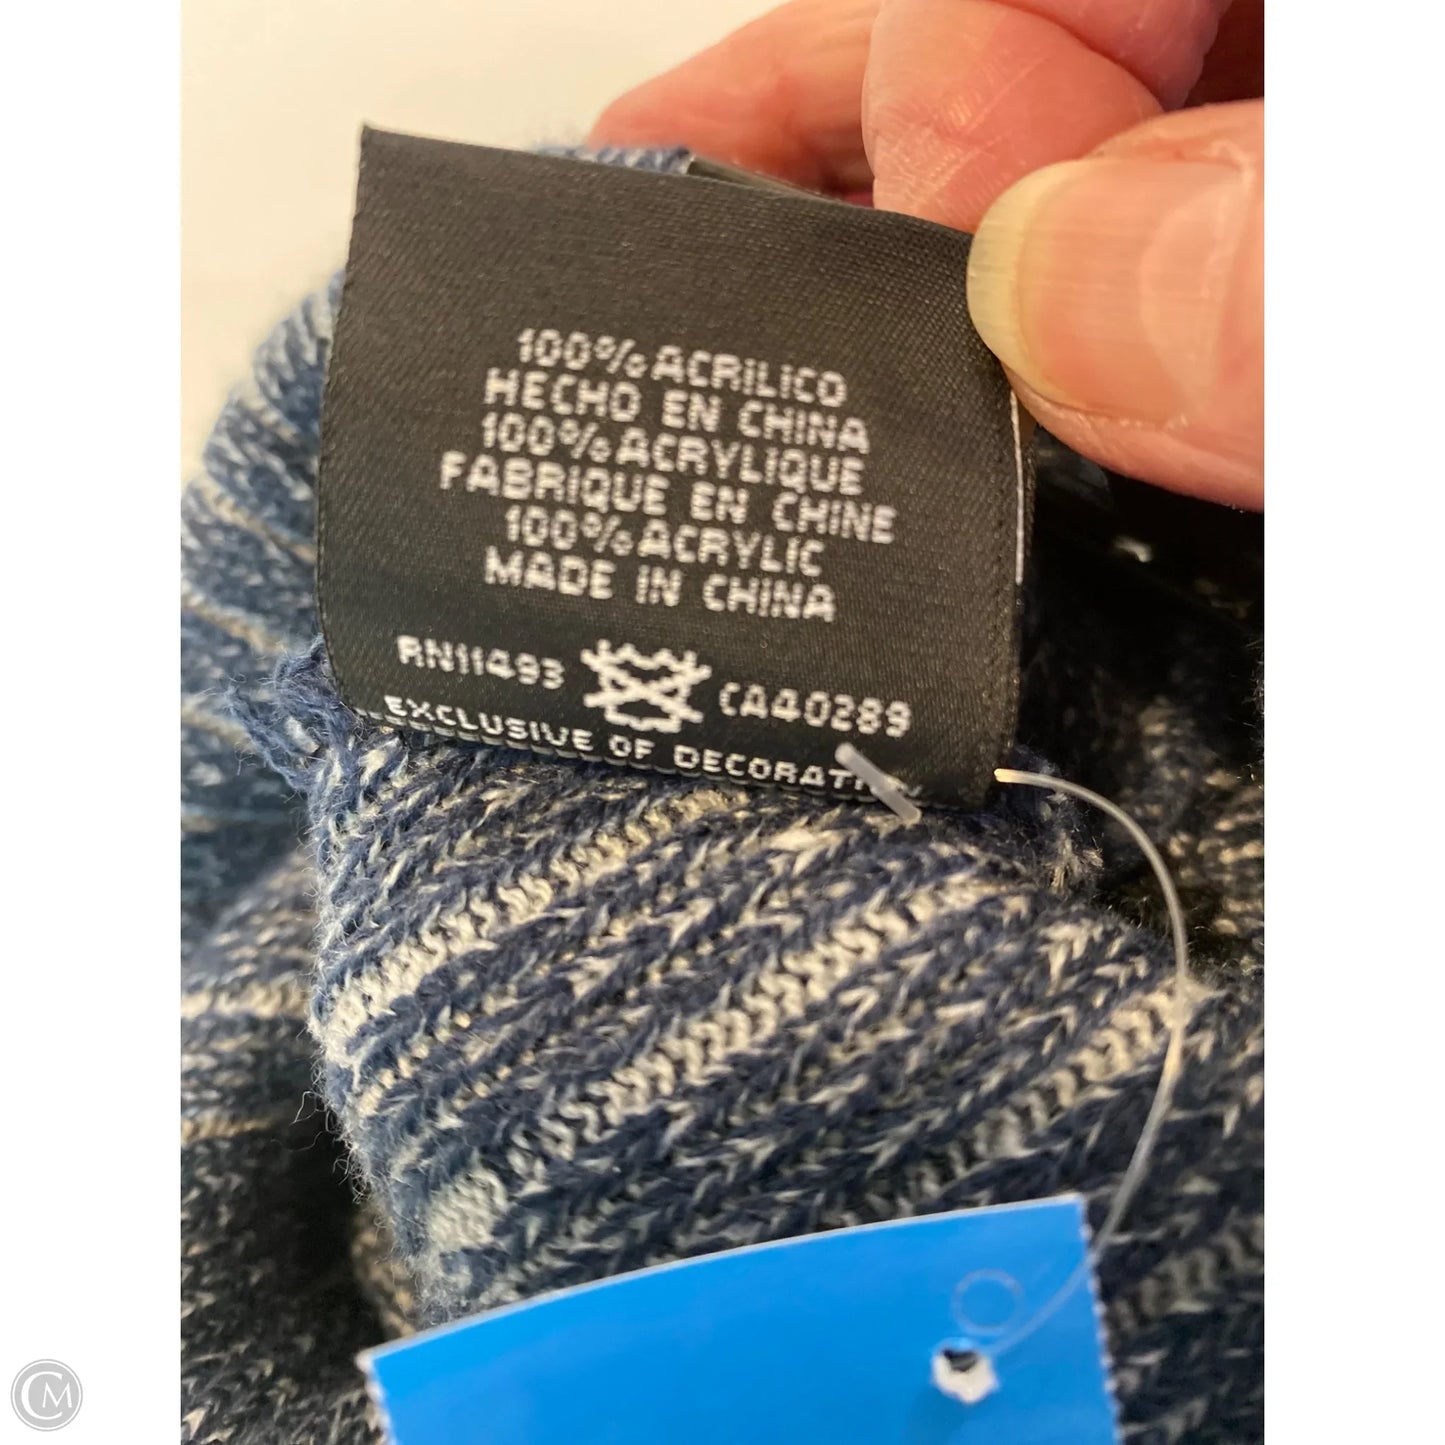 100% ACRILICO
HECHO EN CHINA
100% ACRYLIQUE
FABRIQUE EN CHINE
100% ACRYLIC
MADE IN CHINA
RN11493 CA40289
EXCLUSIVE OF
CM